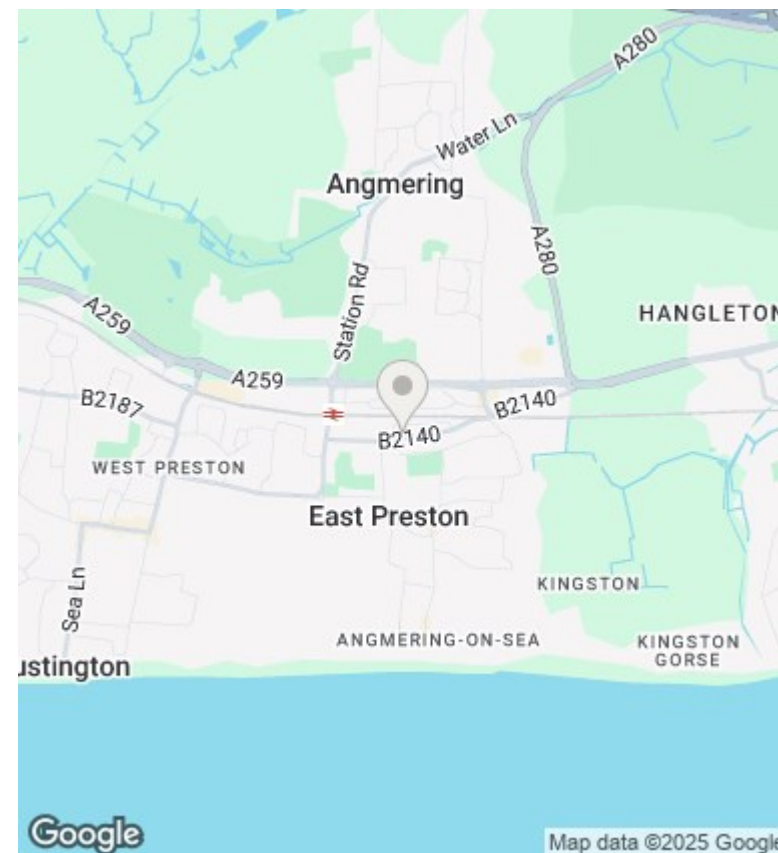 A280
Water Ln
Angmering
A280
Station Rd
HANGLETON
A259
A259
B2187
B2140
B2140
WEST PRESTON
East Preston
Sea Ln
KINGSTON
ANGMERING-ON-SEA
KINGSTON
GORSE
ustington
Google
Map data ©2025 Google